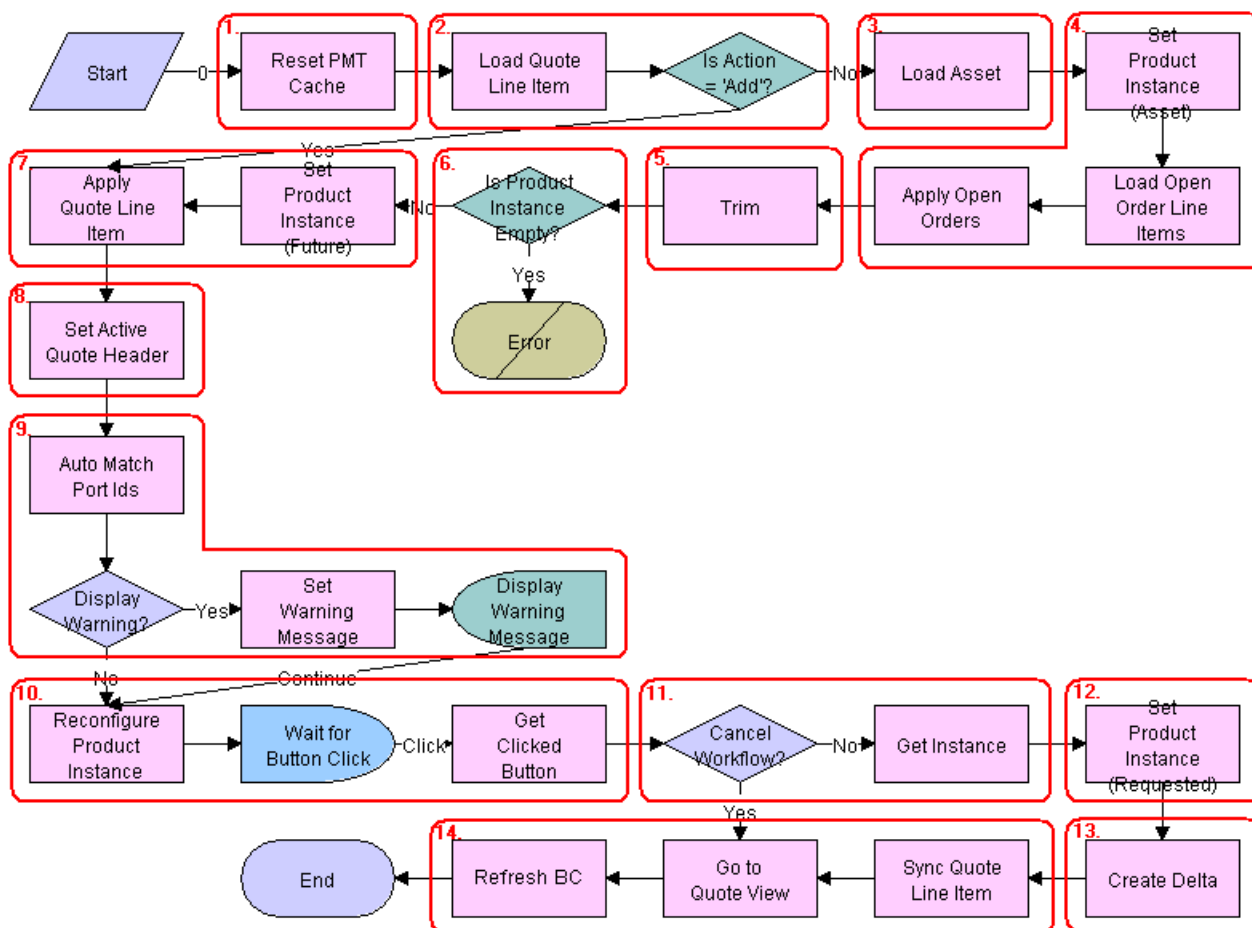 1.
2.
3.
4.
Start
0
Reset PMT
Cache
Load Quote
Line Item
Is Action
= 'Add'?
No
Load Asset
Set
Product
Instance
(Asset)
Yes
7.
Apply
Quote Line
Item
Set
Product
Instance
(Future)
No
6.
Is Product
Instance
Empty?
5.
Trim
Apply Open
Orders
Load Open
Order Line
Items
Yes
Error
8.
Set Active
Quote Header
9.
Auto Match
Port Ids
Display
Warning?
Yes
Set
Warning
Message
Display
Warning
Message
No
Continue
10.
Reconfigure
Product
Instance
Wait for
Button Click
Click
Get
Clicked
Button
11.
Cancel
Workflow?
No
Get Instance
12.
Set
Product
Instance
(Requested)
Yes
14.
13.
End
Refresh BC
Go to
Quote View
Sync Quote
Line Item
Create Delta